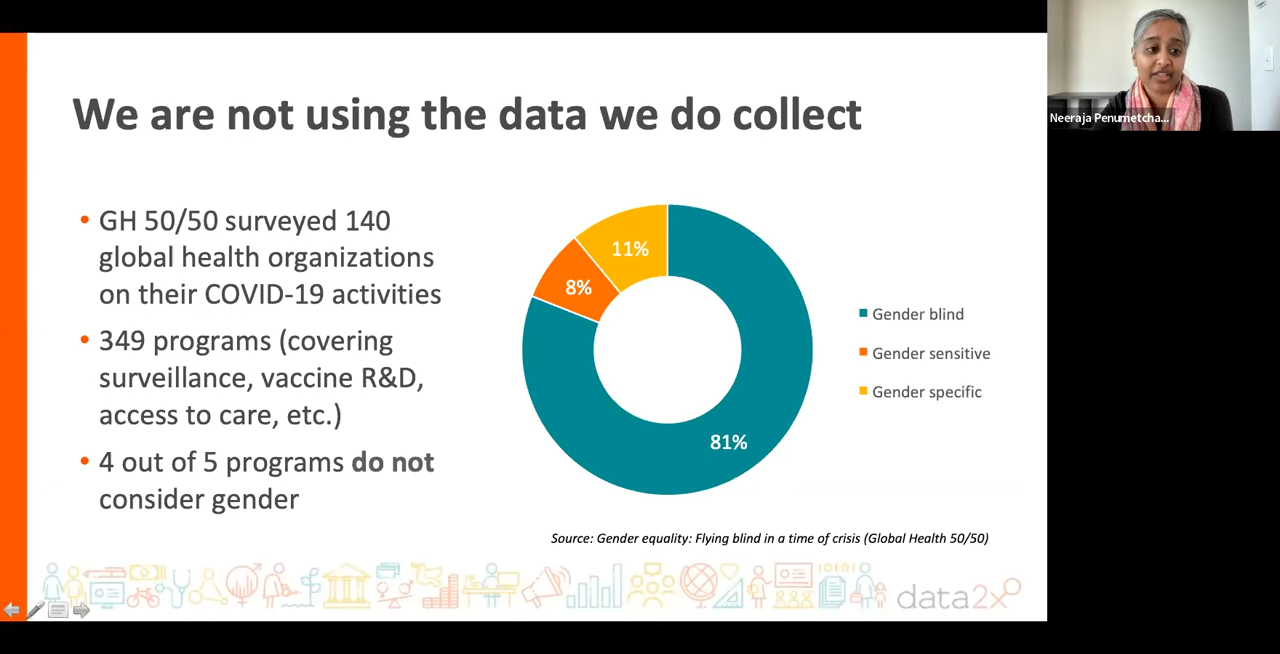 We are not using the data we do collect
• GH 50/50 surveyed 140
global health organizations
on their COVID-19 activities
• 349 programs (covering
surveillance, vaccine R&D,
access to care, etc.)
• 4 out of 5 programs do not
consider gender
11%
8%
81%
Gender blind
Gender sensitive
Gender specific
Source: Gender equality: Flying blind in a time of crisis (Global Health 50/50)
data2x
Neeraja Penumetcha...